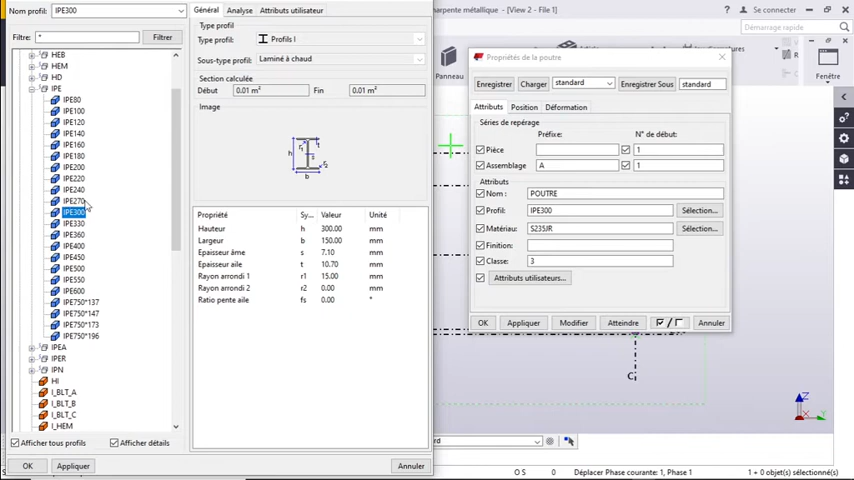 Nom profil: IPE300
Filtre: *
Filtrer
HEB
HEM
HD
IPE
IPE80
IPE100
IPE120
IPE140
IPE160
IPE180
IPE200
IPE220
IPE240
IPE270
IPE300
IPE330
IPE360
IPE400
IPE450
IPE500
IPE550
IPE600
IPE750*137
IPE750*147
IPE750*173
IPE750*196
IPEA
IPER
IPN
HI
I_BLT_A
I_BLT_B
I_BLT_C
I_HEM
Afficher tous profils
Afficher détails
OK
Appliquer
Annuler
Général
Analyse
Attributs utilisateur
Type profil
Type profil: Profils I
Sous-type profil: Laminé à chaud
Section calculée
Début 0.01 m²
Fin 0.01 m²
Image
h
r1
t
s
r2
b
Propriété Sy... Valeur Unité
Hauteur h 300.00 mm
Largeur b 150.00 mm
Epaisseur âme s 7.10 mm
Epaisseur aile t 10.70 mm
Rayon arrondi 1 r1 15.00 mm
Rayon arrondi 2 r2 0.00 mm
Ratio pente aile fs 0.00 °
harpente métallique] - [View 2 - File 1]
Se connecter
Recherche rapide
Panneau
Fenêtre
Propriétés de la poutre
Enregistrer
Charger
standard
Enregistrer Sous
standard
Attributs
Position
Déformation
Séries de repérage
Préfixe: N° de début:
Pièce 1
Assemblage A 1
Attributs
Nom : POUTRE
Profil: IPE300 Sélection...
Matériau: S235JR Sélection...
Finition:
Classe: 3
Attributs utilisateurs...
OK
Appliquer
Modifier
Atteindre
/
Annuler
C
Z
Y
rd
O S 0 Déplacer Phase courante: 1, Phase 1 1 + 0 objet(s) sélectionné(s)